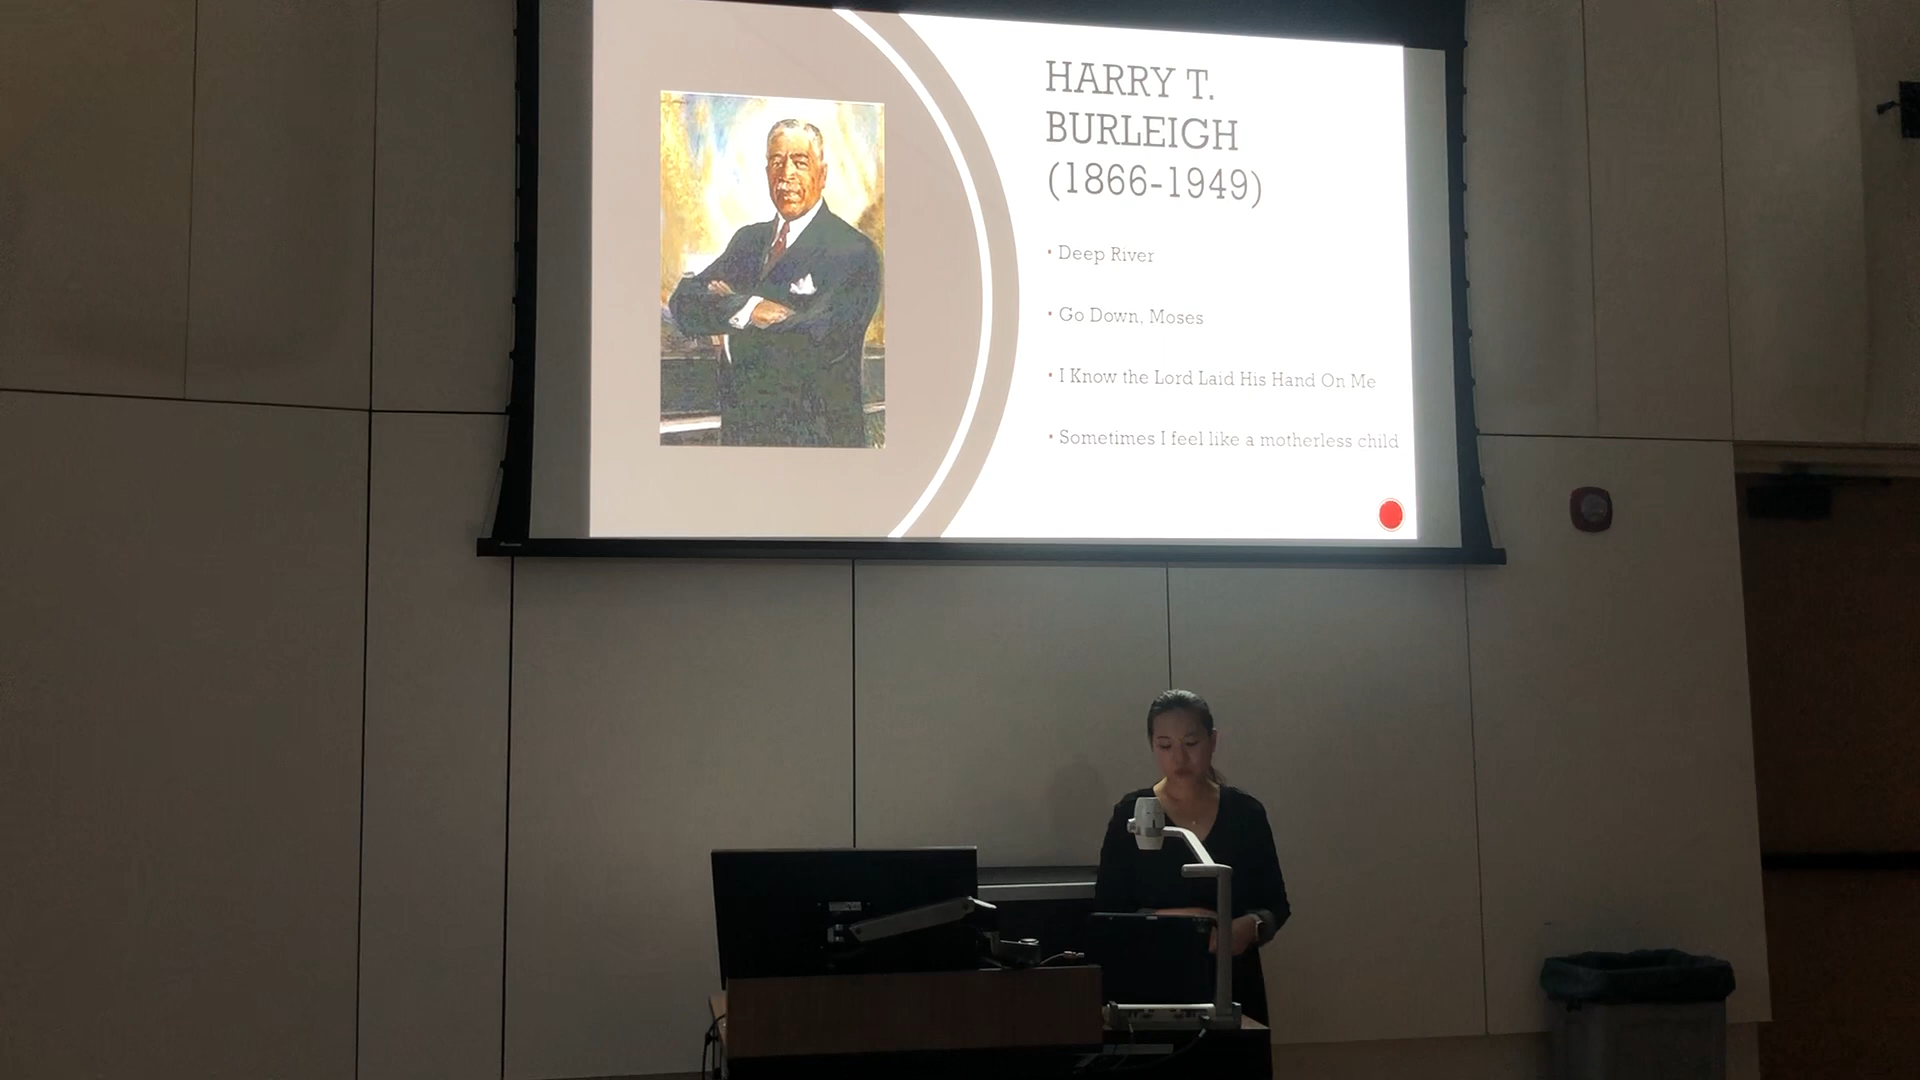 HARRY T.
BURLEIGH
(1866-1949)
• Deep River
• Go Down, Moses
• I Know the Lord Laid His Hand On Me
• Sometimes I feel like a motherless child